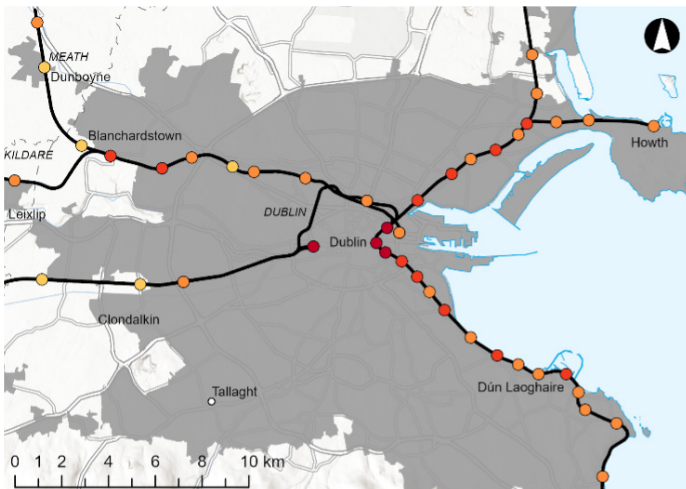 MEATH
Dunboyne
Blanchardstown
KILDARE
Howth
Leixlip
DUBLIN
Dublin
Clondalkin
Dún Laoghaire
Tallaght
0 1 2 4 6 8 10 km